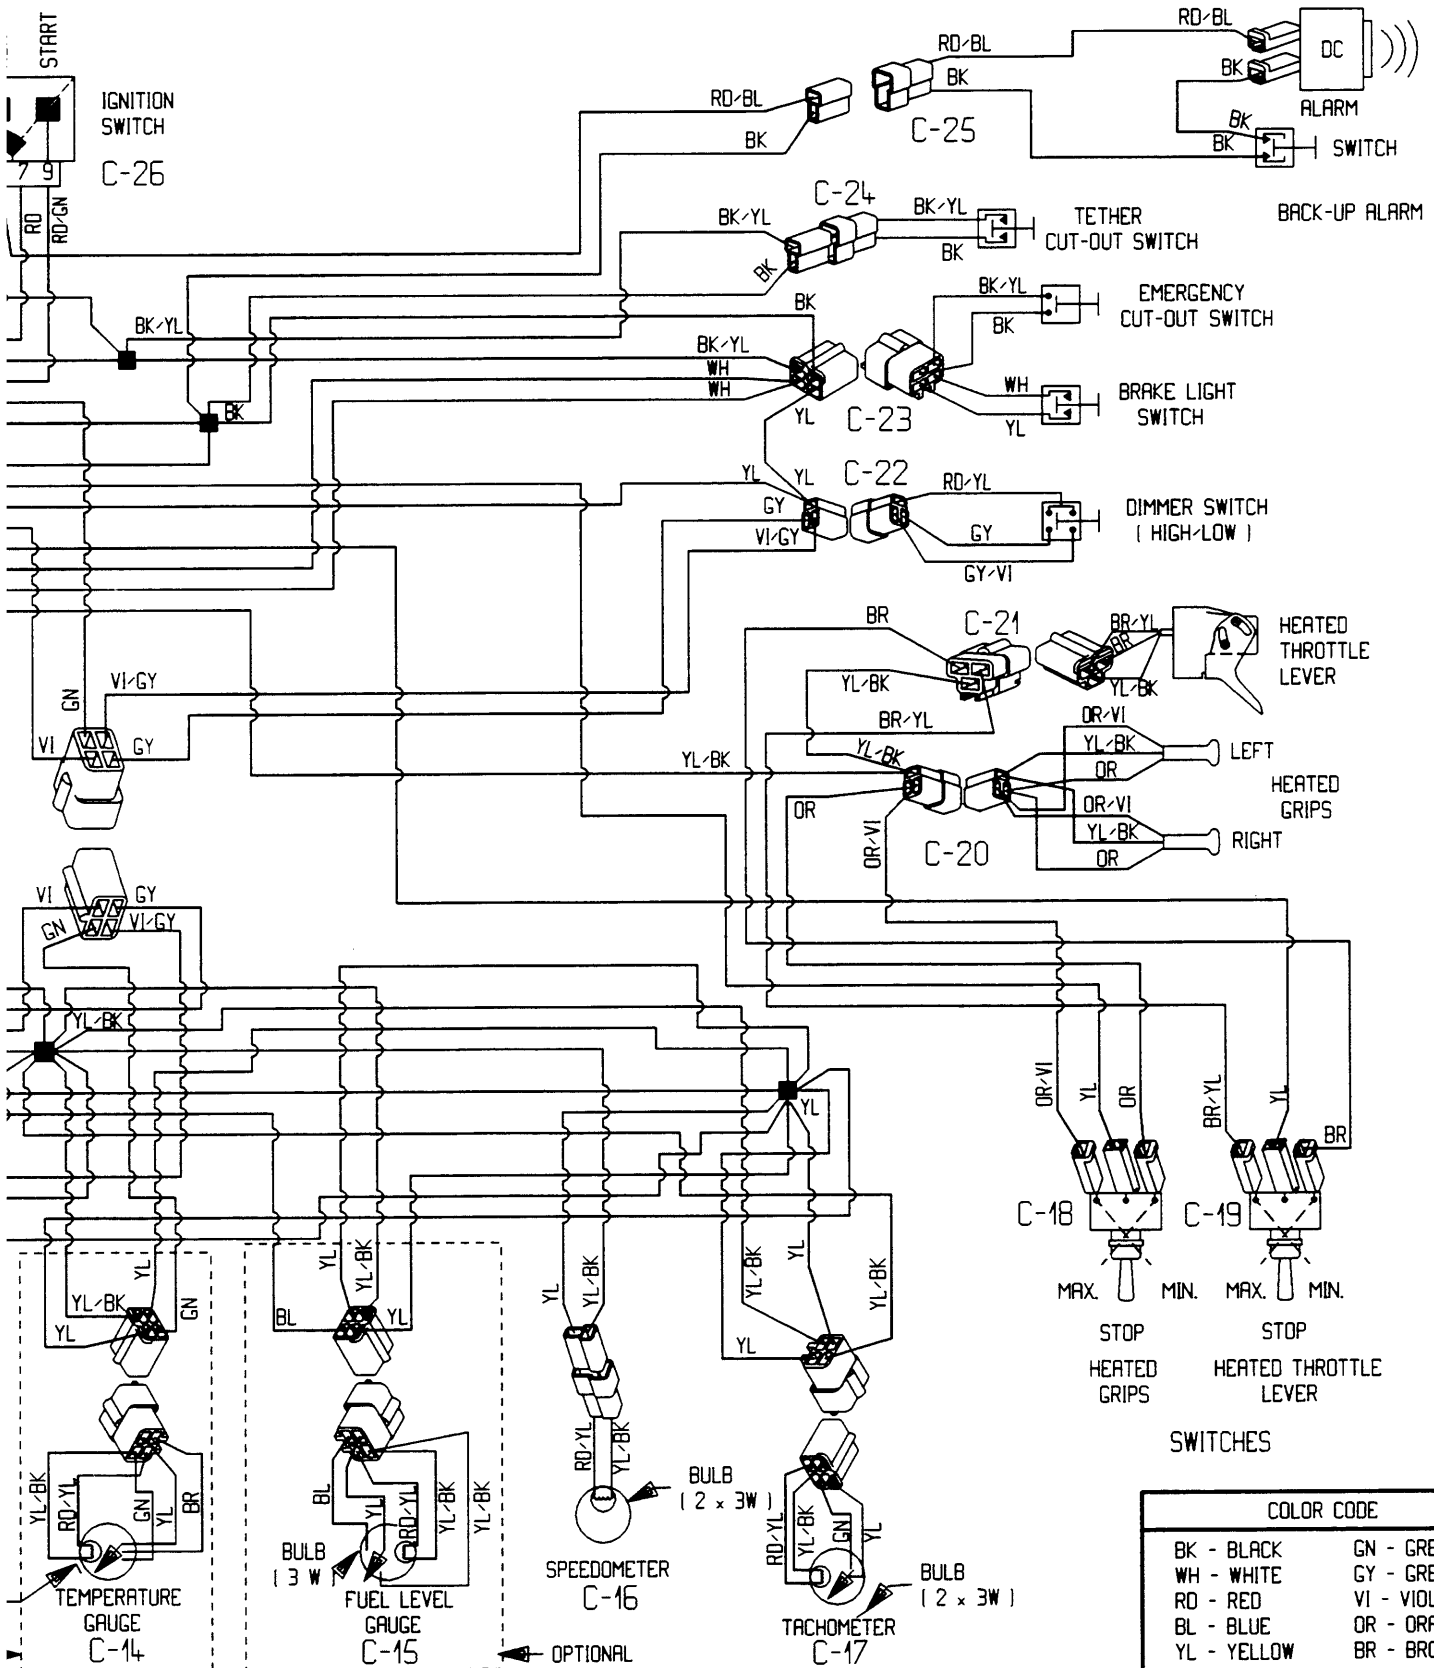 START
IGNITION
SWITCH
C-26
7 9
RD
RD/GN
RD/BL
BK
RD/BL
BK
C-25
RD/BL
BK
DC
ALARM
BK
BK
SWITCH
BACK-UP ALARM
BK/YL
BK
C-24
BK/YL
BK
TETHER
CUT-OUT SWITCH
BK/YL
BK
BK
BK/YL
WH
WH
YL
C-23
BK/YL
BK
EMERGENCY
CUT-OUT SWITCH
WH
YL
BRAKE LIGHT
SWITCH
YL
YL
GY
VI/GY
C-22
RD/YL
GY
GY/VI
DIMMER SWITCH
( HIGH/LOW )
BR
YL/BK
BR/YL
C-21
BR/YL
BR
YL/BK
HEATED
THROTTLE
LEVER
GN
VI/GY
VI
GY
YL/BK
YL/BK
OR
OR/VI
C-20
OR/VI
YL/BK
OR
LEFT
HEATED
GRIPS
OR/VI
YL/BK
OR
RIGHT
VI
GY
GN
VI/GY
YL/BK
YL
OR/VI
YL
OR
BR/YL
YL
BR
C-18
C-19
MAX.
MIN.
MAX.
MIN.
STOP
STOP
HEATED
GRIPS
HEATED THROTTLE
LEVER
SWITCHES
YL
YL/BK
YL
GN
YL
YL/BK
BL
YL
YL
YL/BK
YL/BK
YL
YL/BK
YL
YL/BK
RD/YL
GN
YL
BR
TEMPERATURE
GAUGE
C-14
BL
YL
RD/YL
YL/BK
YL/BK
BULB
( 3 W )
FUEL LEVEL
GAUGE
C-15
OPTIONAL
RD/YL
YL/BK
BULB
( 2 x 3W )
SPEEDOMETER
C-16
RD/YL
YL/BK
GN
YL
BULB
( 2 x 3W )
TACHOMETER
C-17
COLOR CODE
BK - BLACK GN - GRE
WH - WHITE GY - GRE
RD - RED VI - VIOL
BL - BLUE OR - ORA
YL - YELLOW BR - BRO